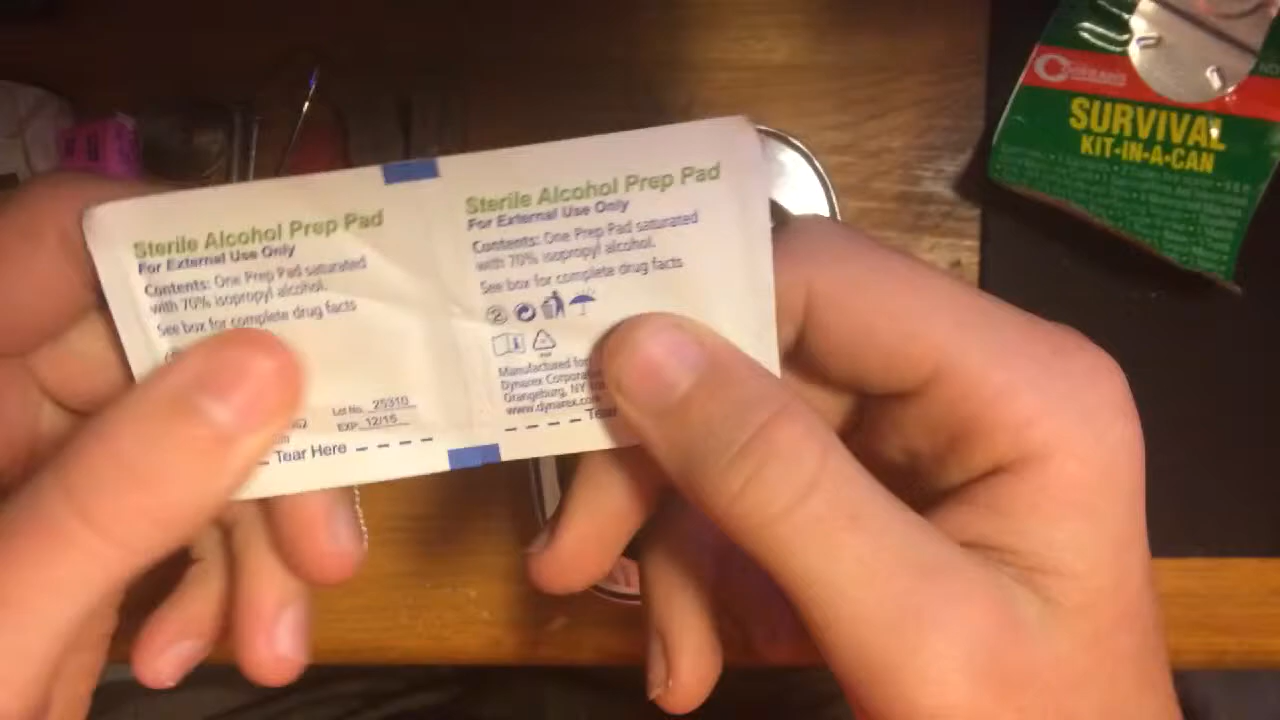 Sterile Alcohol Prep Pad
For External Use Only
Contents: One Prep Pad saturated
with 70% isopropyl alcohol.
See box for complete drug facts
Lot No. 25310
EXP. 12/15
Tear Here
Sterile Alcohol Prep Pad
For External Use Only
Contents: One Prep Pad saturated
with 70% isopropyl alcohol.
See box for complete drug facts
2
Manufactured for
Dynarex
Orangeburg, NY
www.dynarex.com
Tear
SURVIVAL
KIT-IN-A-CAN